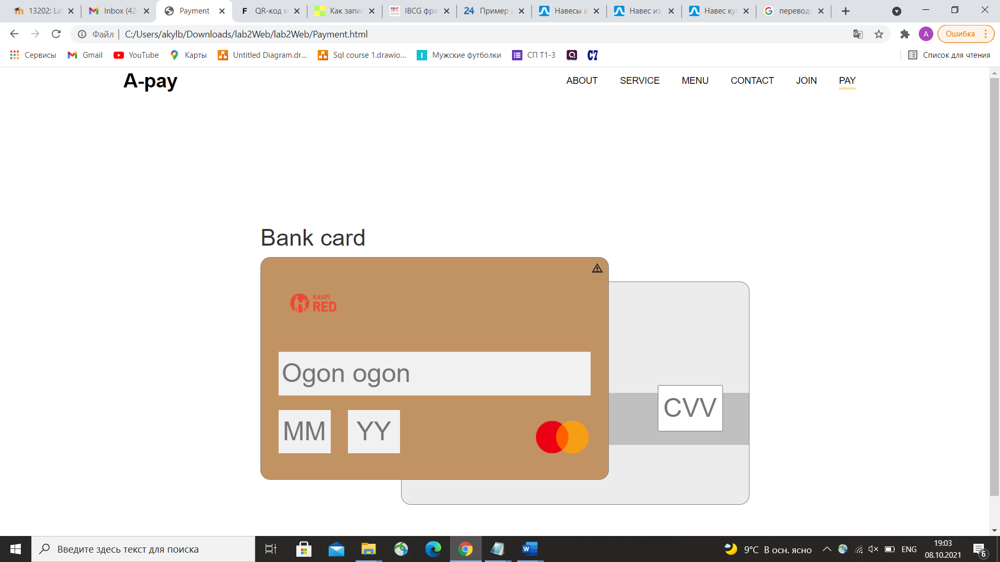 13202: La
Inbox (42
Payment
F
QR-код м
Как запи
IBCG фра
24
Пример
Навесы в
Навес из
Навес ку
переводч
Файл
C:/Users/akylb/Downloads/lab2Web/lab2Web/Payment.html
A
Ошибка
Сервисы
Gmail
YouTube
Карты
Untitled Diagram.dr...
Sql course 1.drawio...
I
Мужские футболки
СП Т1-3
C7
Список для чтения
A-pay
ABOUT
SERVICE
MENU
CONTACT
JOIN
PAY
Bank card
KASPI
RED
Ogon ogon
CVV
MM
YY
Введите здесь текст для поиска
9°C В осн. ясно
ENG
19:03
08.10.2021
6